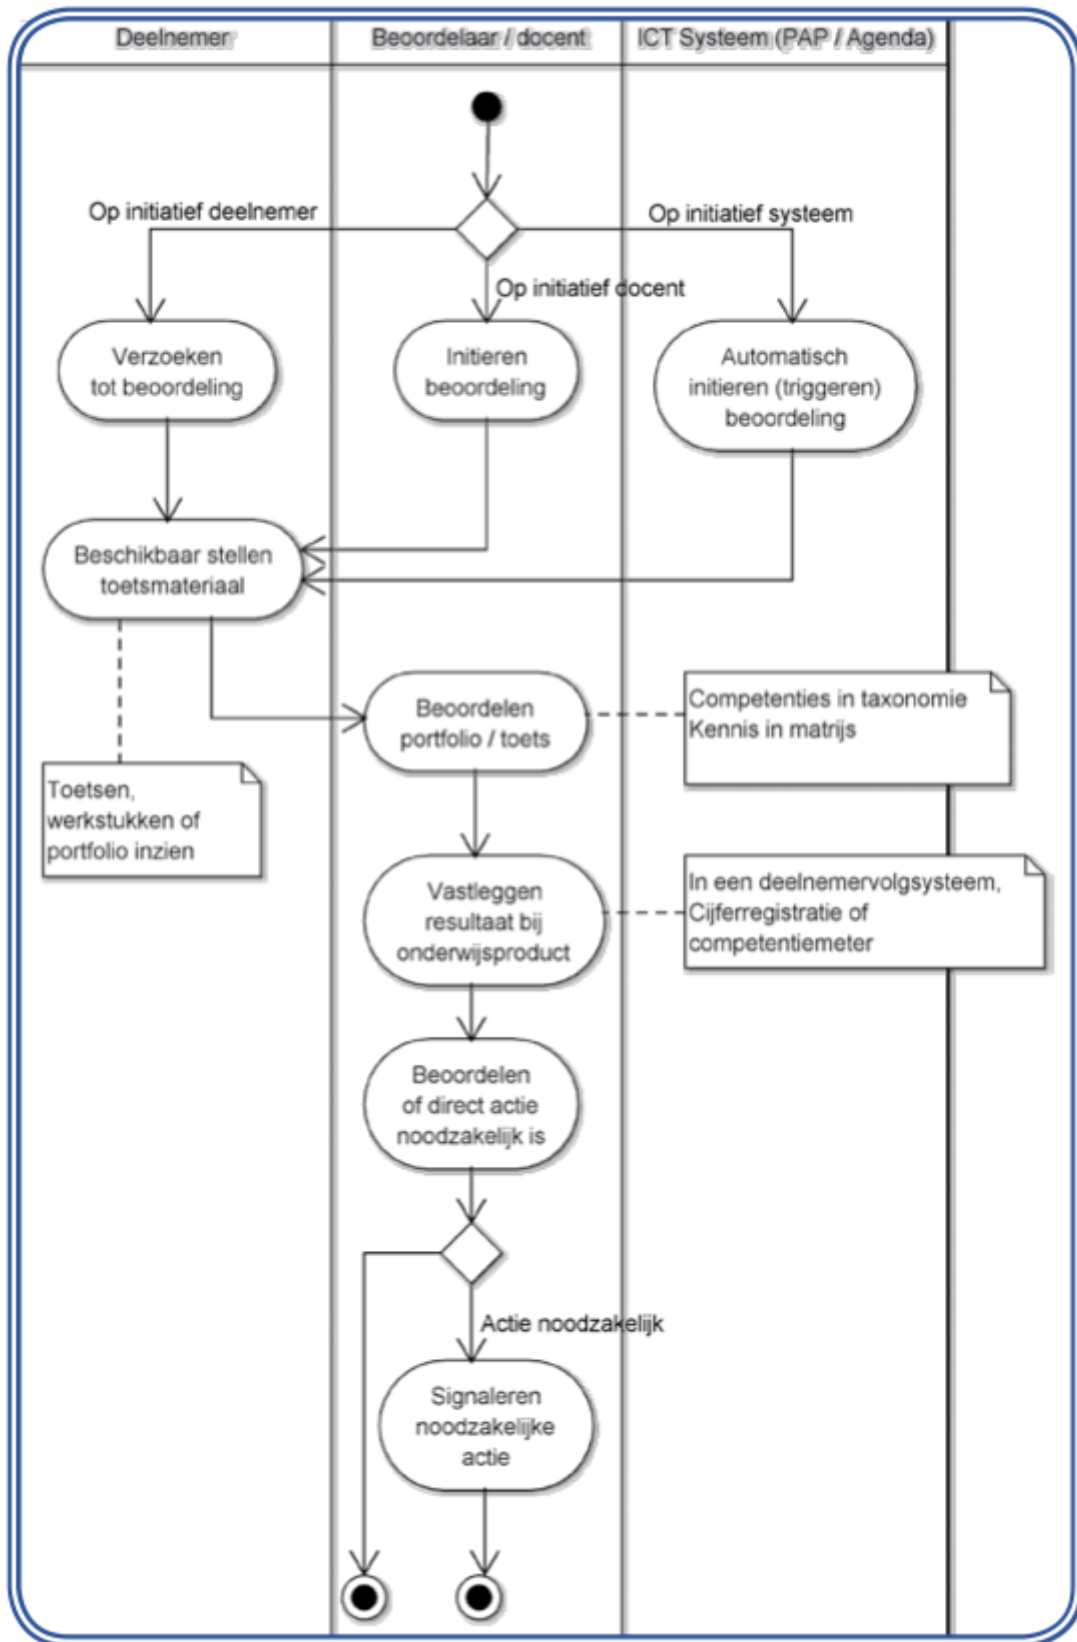 Deelnemer
Beoordelaar / docent
ICT Systeem (PAP / Agenda)
Op initiatief deelnemer
Op initiatief systeem
Op initiatief docent
Verzoeken
tot beoordeling
Initieren
beoordeling
Automatisch
initieren (triggeren)
beoordeling
Beschikbaar stellen
toetsmateriaal
Beoordelen
portfolio / toets
Competenties in taxonomie
Kennis in matrijs
Toetsen,
werkstukken of
portfolio inzien
Vastleggen
resultaat bij
onderwijsproduct
In een deelnemervolgsysteem,
Cijferregistratie of
competentiemeter
Beoordelen
of direct actie
noodzakelijk is
Actie noodzakelijk
Signaleren
noodzakelijke
actie